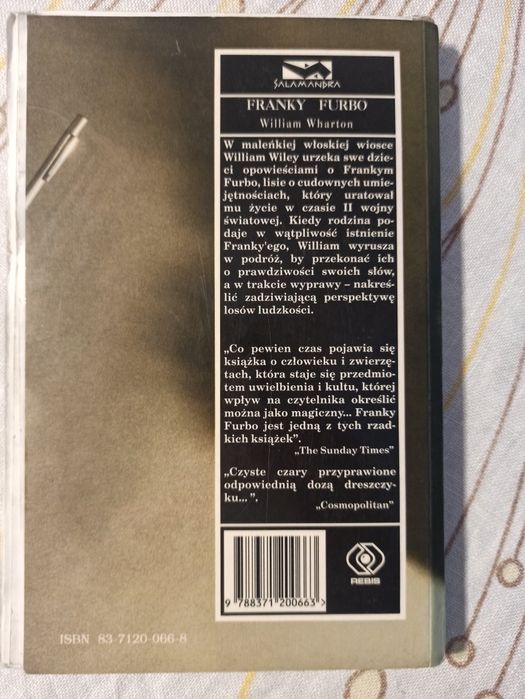 SALAMANDRA
FRANKY FURBO
William Wharton
W maleńkiej włoskiej wiosce
William Wiley urzeka swe dzie-
ci opowieściami o Frankym
Furbo, lisie o cudownych umie-
jętnościach, który uratował
mu życie w czasie II wojny
światowej. Kiedy rodzina po-
daje w wątpliwość istnienie
Franky'ego, William wyrusza
w podróż, by przekonać ich
o prawdziwości swoich słów,
a w trakcie wyprawy – nakreś-
lić zadziwiającą perspektywę
losów ludzkości.
„Co pewien czas pojawia się
książka o człowieku i zwierzę-
tach, która staje się przedmio-
tem uwielbienia i kultu, której
wpływ na czytelnika określić
można jako magiczny... Franky
Furbo jest jedną z tych rzad-
kich książek”.
„The Sunday Times”
„Czyste czary przyprawione
odpowiednią dozą dreszczy-
ku... ”.
„Cosmopolitan”
9 788371 200663 >
REBIS
ISBN 83-7120-066-8